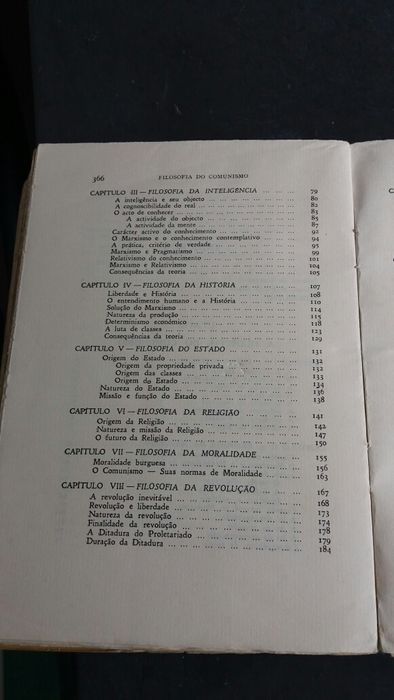 366 FILOSOFIA DO COMUNISMO
CAPÍTULO III — FILOSOFIA DA INTELIGÊNCIA ... ... ... 79
A inteligência e seu objecto ... ... ... ... ... ... 80
A cognoscibilidade do real ... ... ... ... ... ... 82
O acto de conhecer ... ... ... ... ... ... ... 83
A actividade do objecto ... ... ... ... ... 85
A actividade da mente ... ... ... ... ... 87
Carácter activo do conhecimento ... ... ... ... 92
O Marxismo e o conhecimento contemplativo ... ... 94
A prática, critério de verdade ... ... ... ... ... 95
Marxismo e Pragmatismo ... ... ... ... ... ... 99
Relativismo do conhecimento ... ... ... ... ... 101
Marxismo e Relativismo ... ... ... ... ... ... 104
Consequências da teoria ... ... ... ... ... ... 105
CAPÍTULO IV — FILOSOFIA DA HISTÓRIA ... ... ... ... 107
Liberdade e História ... ... ... ... ... ... ... 108
O entendimento humano e a História ... ... ... ... 110
Solução do Marxismo ... ... ... ... ... ... ... 114
Natureza da produção ... ... ... ... ... ... ... 115
Determinismo económico ... ... ... ... ... ... 118
A luta de classes ... ... ... ... ... ... ... ... 123
Consequências da teoria ... ... ... ... ... ... 129
CAPÍTULO V — FILOSOFIA DO ESTADO ... ... ... ... 131
Origem do Estado ... ... ... ... ... ... ... ... 132
Origem da propriedade privada ... ... ... ... 132
Origem das classes ... ... ... ... ... ... 133
Origem do Estado ... ... ... ... ... ... 134
Natureza do Estado ... ... ... ... ... ... ... 136
Missão e função do Estado ... ... ... ... ... ... 138
CAPÍTULO VI — FILOSOFIA DA RELIGIÃO ... ... ... ... 141
Origem da Religião ... ... ... ... ... ... ... ... 142
Natureza e missão da Religião ... ... ... ... ... 147
O futuro da Religião ... ... ... ... ... ... ... 150
CAPÍTULO VII — FILOSOFIA DA MORALIDADE ... ... ... 155
Moralidade burguesa ... ... ... ... ... ... ... 156
O Comunismo — Suas normas de Moralidade ... ... ... 163
CAPÍTULO VIII — FILOSOFIA DA REVOLUÇÃO ... ... ... 167
A revolução inevitável ... ... ... ... ... ... ... 168
Revolução e liberdade ... ... ... ... ... ... ... 173
Natureza da revolução ... ... ... ... ... ... ... 174
Finalidade da revolução ... ... ... ... ... ... ... 178
A Ditadura do Proletariado ... ... ... ... ... ... 179
Duração da Ditadura ... ... ... ... ... ... ... 184